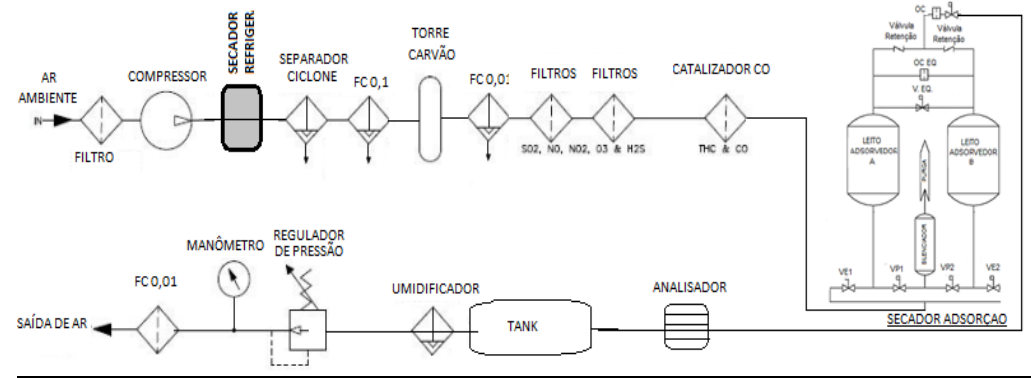 AR
AMBIENTE
IN
FILTRO
COMPRESSOR
SECADOR
REFRIGER.
SEPARADOR
CICLONE
FC 0,1
TORRE
CARVÃO
FC 0,01
FILTROS
FILTROS
SO2, NO, NO2, O3 & H2S
CATALIZADOR CO
THC & CO
OC
Válvula
Retenção
Válvula
Retenção
OC EQ
V. EQ.
LEITO
ADSORVEDOR
A
LEITO
ADSORVEDOR
B
PURGA
SILENCIADOR
VE1
VP1
VP2
VE2
SECADOR ADSORÇAO
SAÍDA DE AR
FC 0,01
MANÔMETRO
REGULADOR
DE PRESSÃO
UMIDIFICADOR
TANK
ANALISADOR